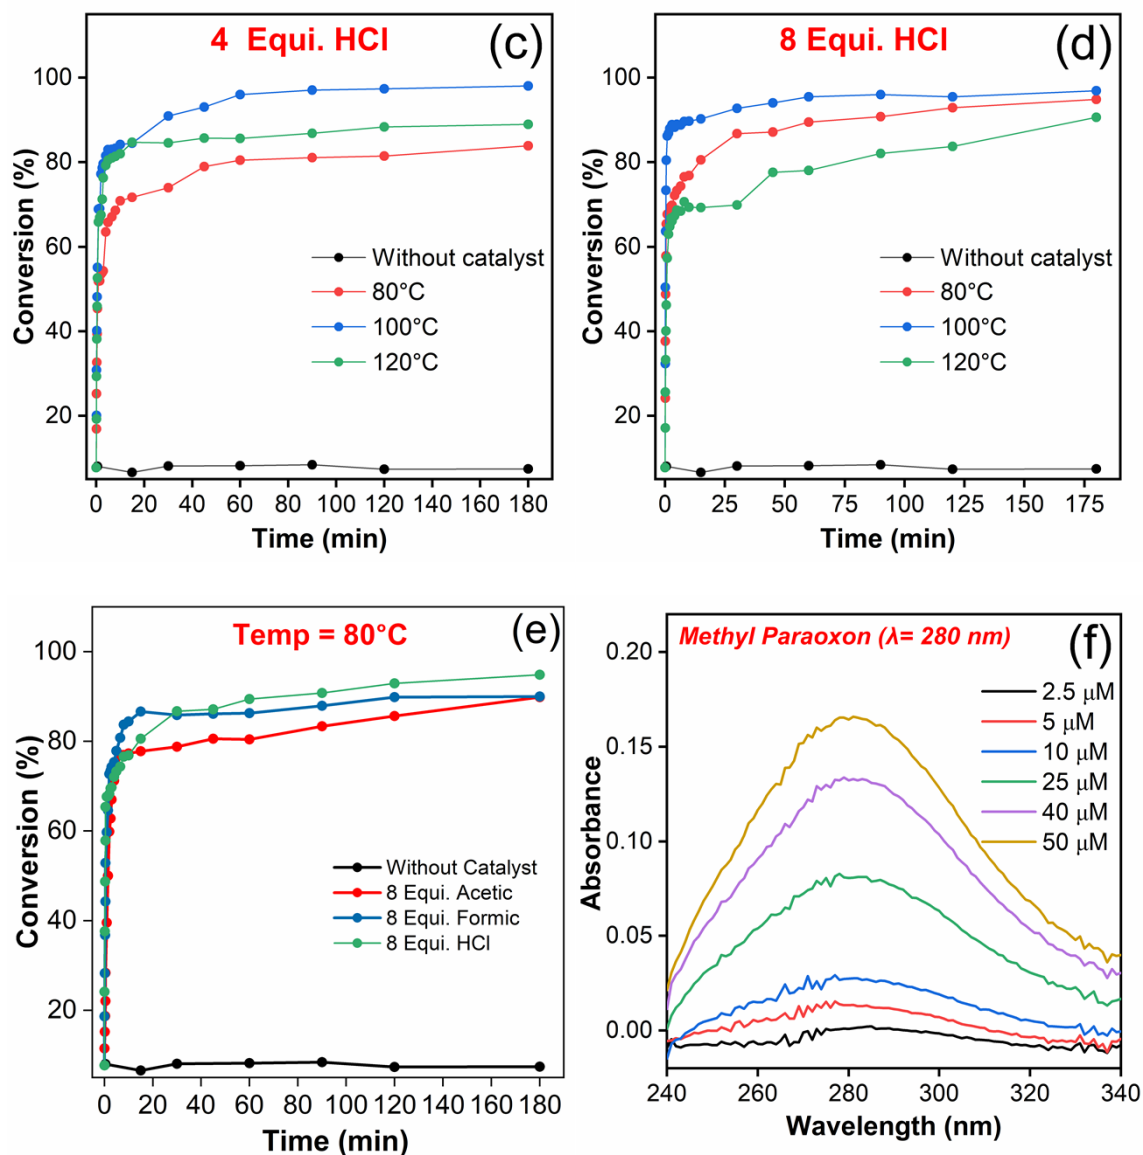 4 Equi. HCl
(c)
100
80
60
40
20
Conversion (%)
Without catalyst
80°C
100°C
120°C
0 20 40 60 80 100 120 140 160 180
Time (min)
8 Equi. HCl
(d)
100
80
60
40
20
Conversion (%)
Without catalyst
80°C
100°C
120°C
0 25 50 75 100 125 150 175
Time (min)
Temp = 80°C
(e)
100
80
60
40
20
Conversion (%)
Without Catalyst
8 Equi. Acetic
8 Equi. Formic
8 Equi. HCl
0 20 40 60 80 100 120 140 160 180
Time (min)
Methyl Paraoxon (λ= 280 nm)
(f)
0.20
0.15
0.10
0.05
0.00
Absorbance
2.5 μM
5 μM
10 μM
25 μM
40 μM
50 μM
240 260 280 300 320 340
Wavelength (nm)